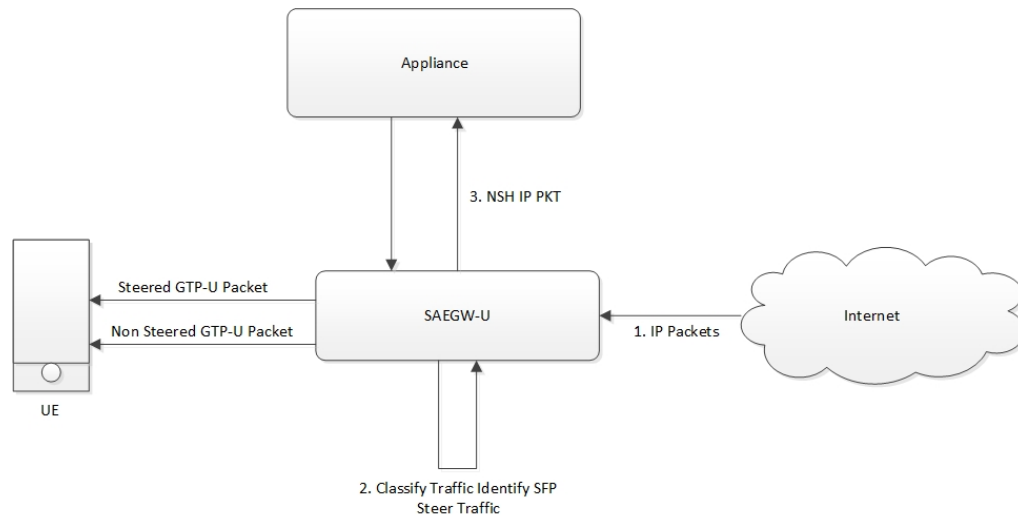 Appliance
3. NSH IP PKT
Steered GTP-U Packet
SAEGW-U
Internet
Non Steered GTP-U Packet
1. IP Packets
UE
2. Classify Traffic Identify SFP
Steer Traffic